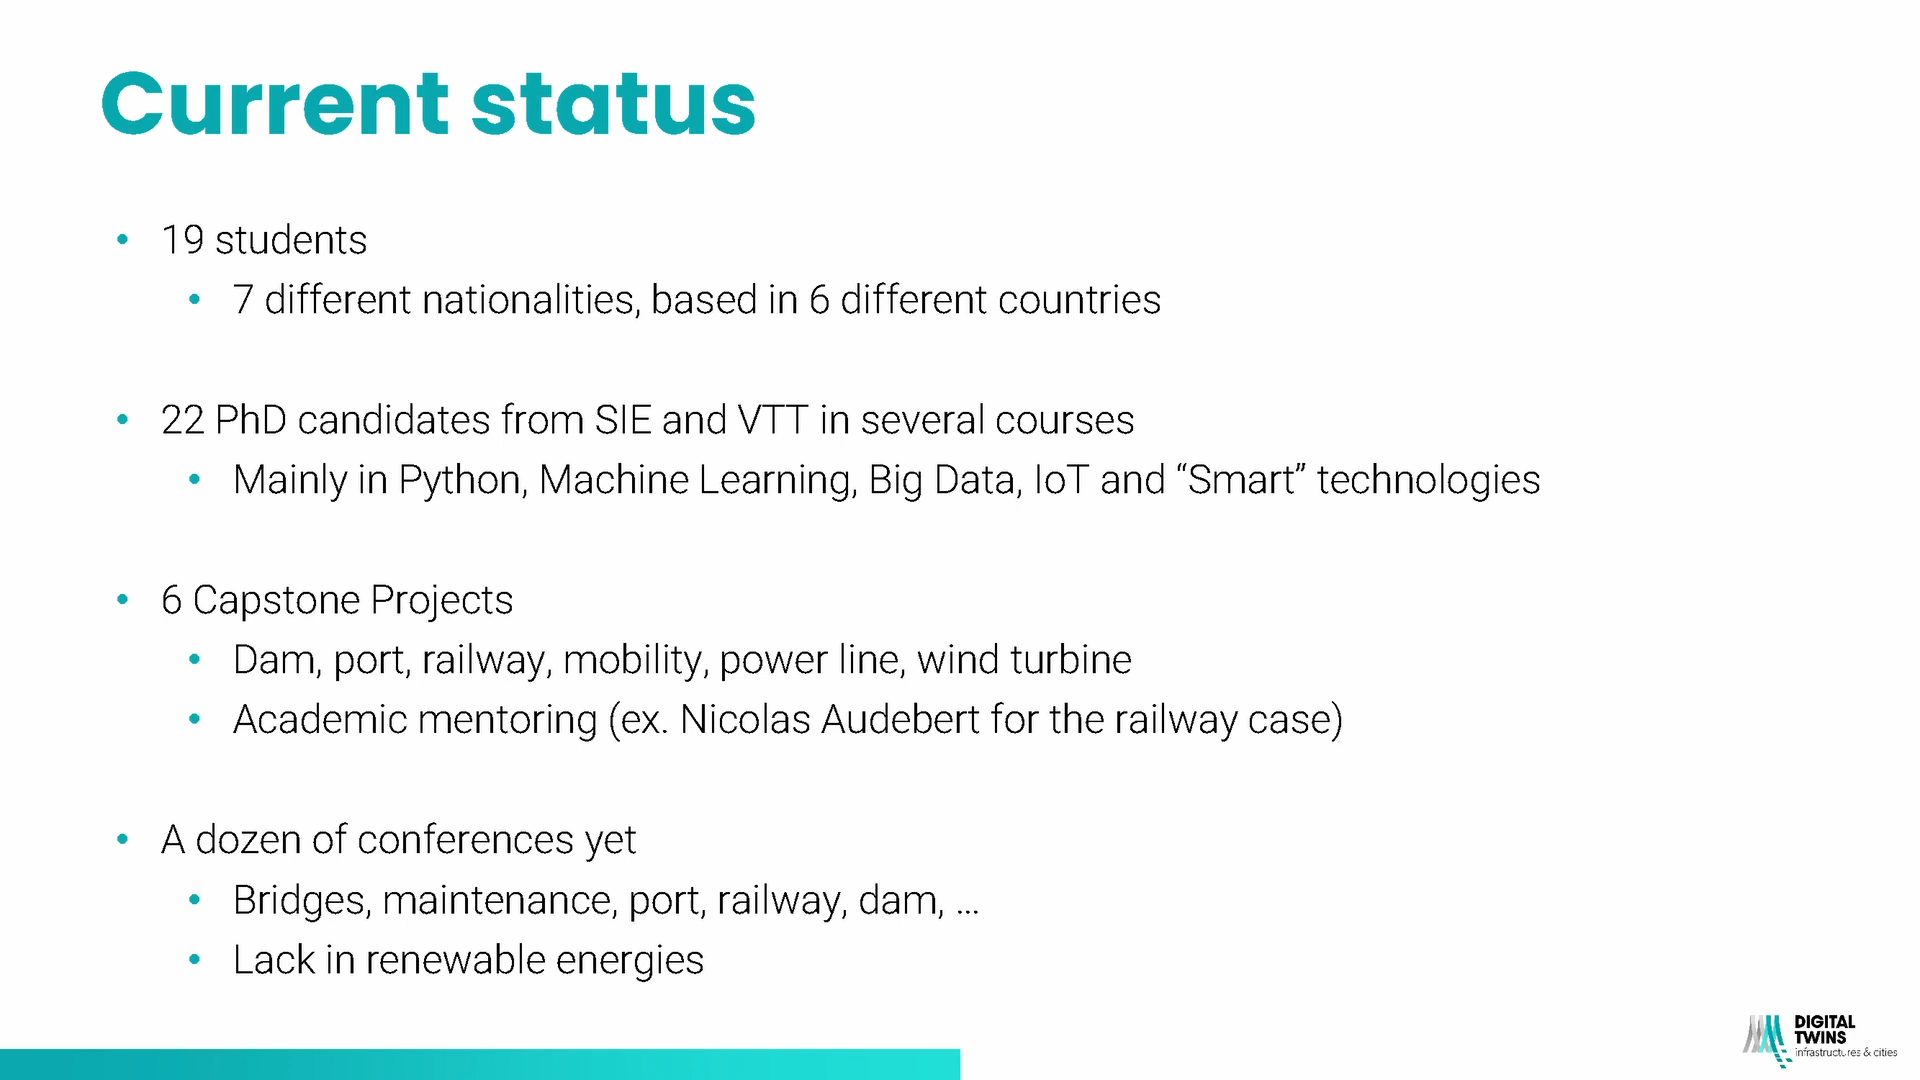 Current status
• 19 students
• 7 different nationalities, based in 6 different countries
• 22 PhD candidates from SIE and VTT in several courses
• Mainly in Python, Machine Learning, Big Data, IoT and “Smart” technologies
• 6 Capstone Projects
• Dam, port, railway, mobility, power line, wind turbine
• Academic mentoring (ex. Nicolas Audebert for the railway case)
• A dozen of conferences yet
• Bridges, maintenance, port, railway, dam, …
• Lack in renewable energies
DIGITAL
TWINS
infrastructures & cities